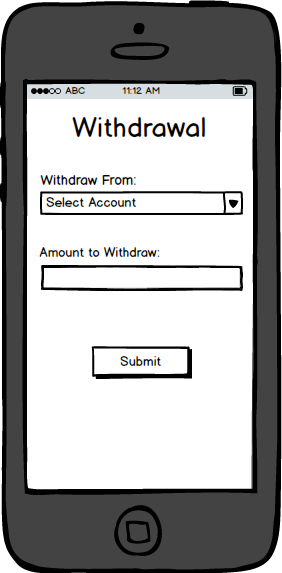 ABC 11:12 AM
Withdrawal
Withdraw From:
Select Account
Amount to Withdraw:
Submit